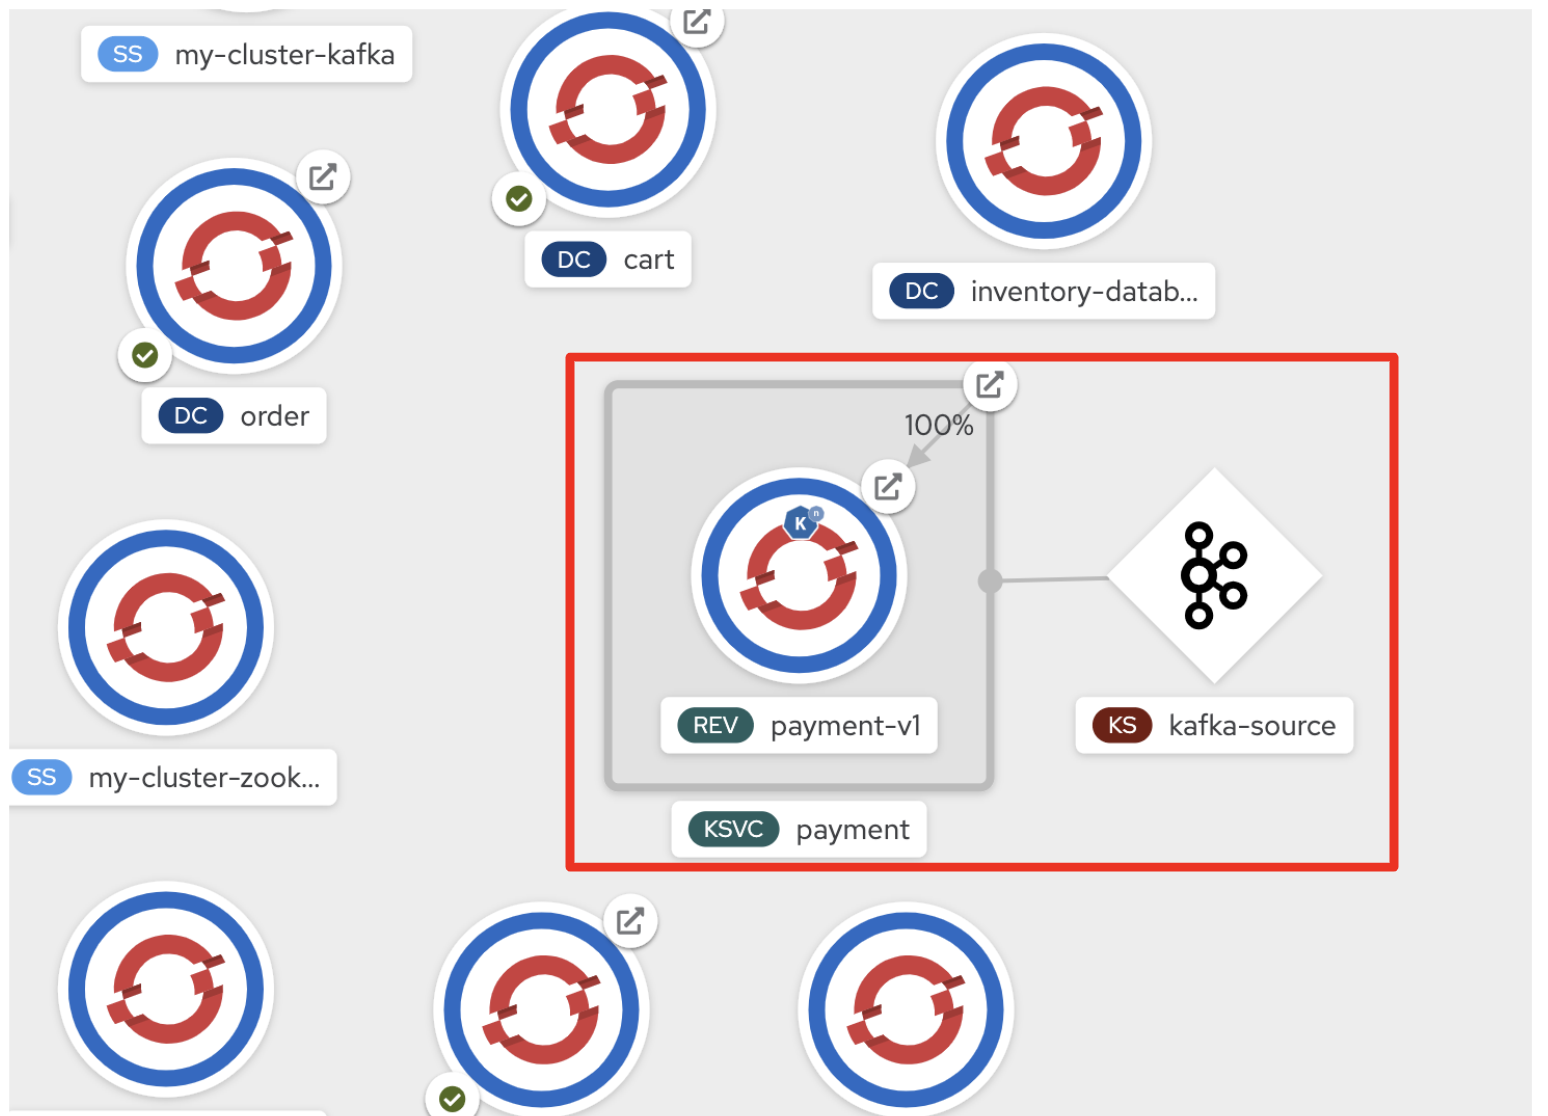 SS my-cluster-kafka
DC cart
DC inventory-datab...
DC order
100%
K n
REV payment-v1
KS kafka-source
SS my-cluster-zook...
KSVC payment